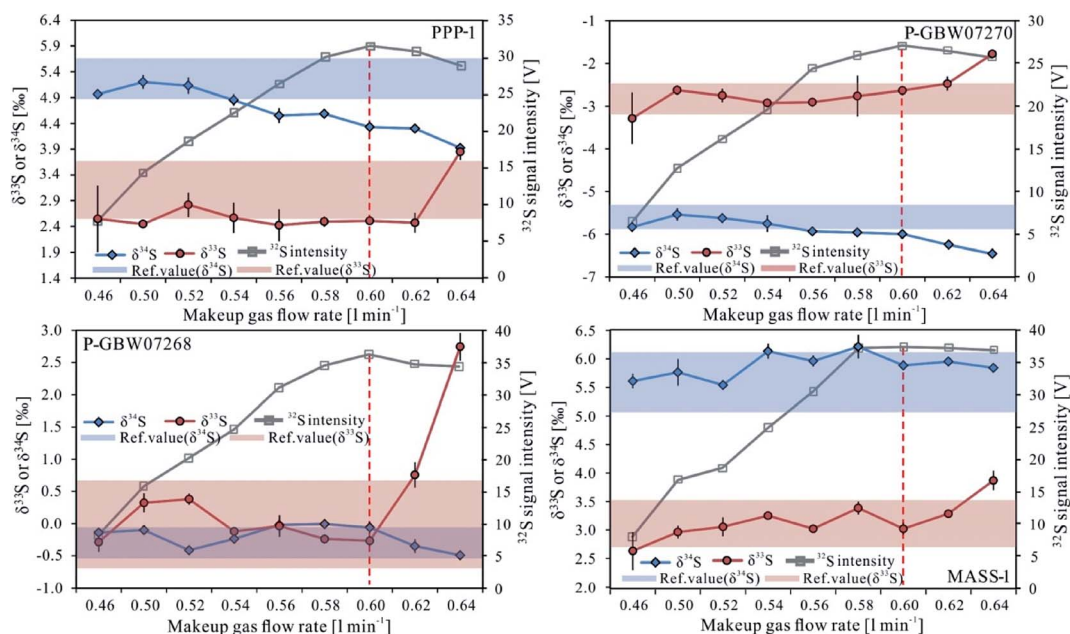 PPP-1
δ³³S or δ³⁴S [‰]
6.4
5.9
5.4
4.9
4.4
3.9
3.4
2.9
2.4
1.9
1.4
35
30
25
20
15
10
5
0
³²S signal intensity [V]
δ³⁴S δ³³S ³²S intensity
Ref.value(δ³⁴S) Ref.value(δ³³S)
0.46 0.50 0.52 0.54 0.56 0.58 0.60 0.62 0.64
Makeup gas flow rate [l min⁻¹]
P-GBW07270
δ³³S or δ³⁴S [‰]
-1
-2
-3
-4
-5
-6
-7
30
25
20
15
10
5
0
³²S signal intensity [V]
δ³⁴S δ³³S ³²S intensity
Ref.value(δ³⁴S) Ref.value(δ³³S)
0.46 0.50 0.52 0.54 0.56 0.58 0.60 0.62 0.64
Makeup gas flow rate [l min⁻¹]
P-GBW07268
δ³³S or δ³⁴S [‰]
3.0
2.5
2.0
1.5
1.0
0.5
0.0
-0.5
-1.0
40
35
30
25
20
15
10
5
0
³²S signal intensity [V]
δ³⁴S δ³³S ³²S intensity
Ref.value(δ³⁴S) Ref.value(δ³³S)
0.46 0.50 0.52 0.54 0.56 0.58 0.60 0.62 0.64
Makeup gas flow rate [l min⁻¹]
δ³³S or δ³⁴S [‰]
6.5
6.0
5.5
5.0
4.5
4.0
3.5
3.0
2.5
2.0
40
35
30
25
20
15
10
5
0
³²S signal intensity [V]
δ³⁴S δ³³S ³²S intensity
Ref.value(δ³⁴S) Ref.value(δ³³S)
MASS-1
0.46 0.50 0.52 0.54 0.56 0.58 0.60 0.62 0.64
Makeup gas flow rate [l min⁻¹]